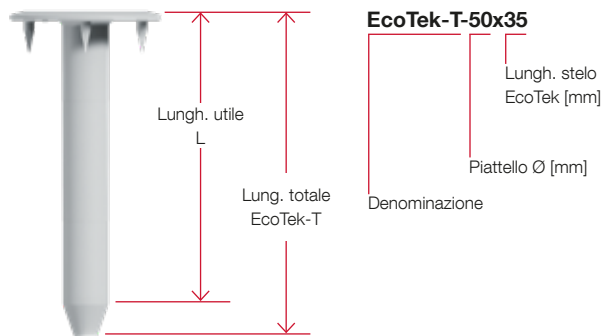 EcoTek-T-50x35
Lungh. stelo
EcoTek [mm]
Lungh. utile
L
Piattello Ø [mm]
Lung. totale
EcoTek-T
Denominazione